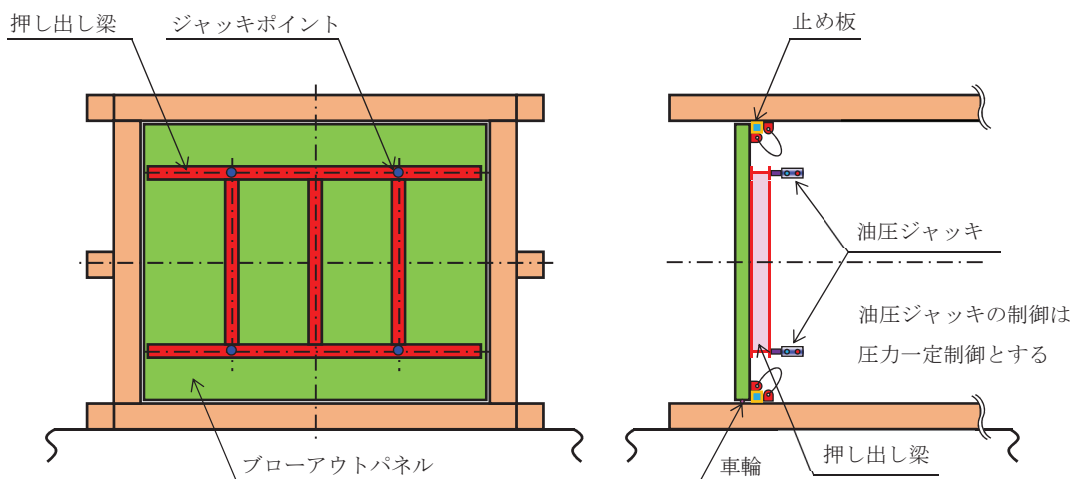 押し出し梁
ジャッキポイント
止め板
油圧ジャッキ
油圧ジャッキの制御は
圧力一定制御とする
ブローアウトパネル
車輪
押し出し梁